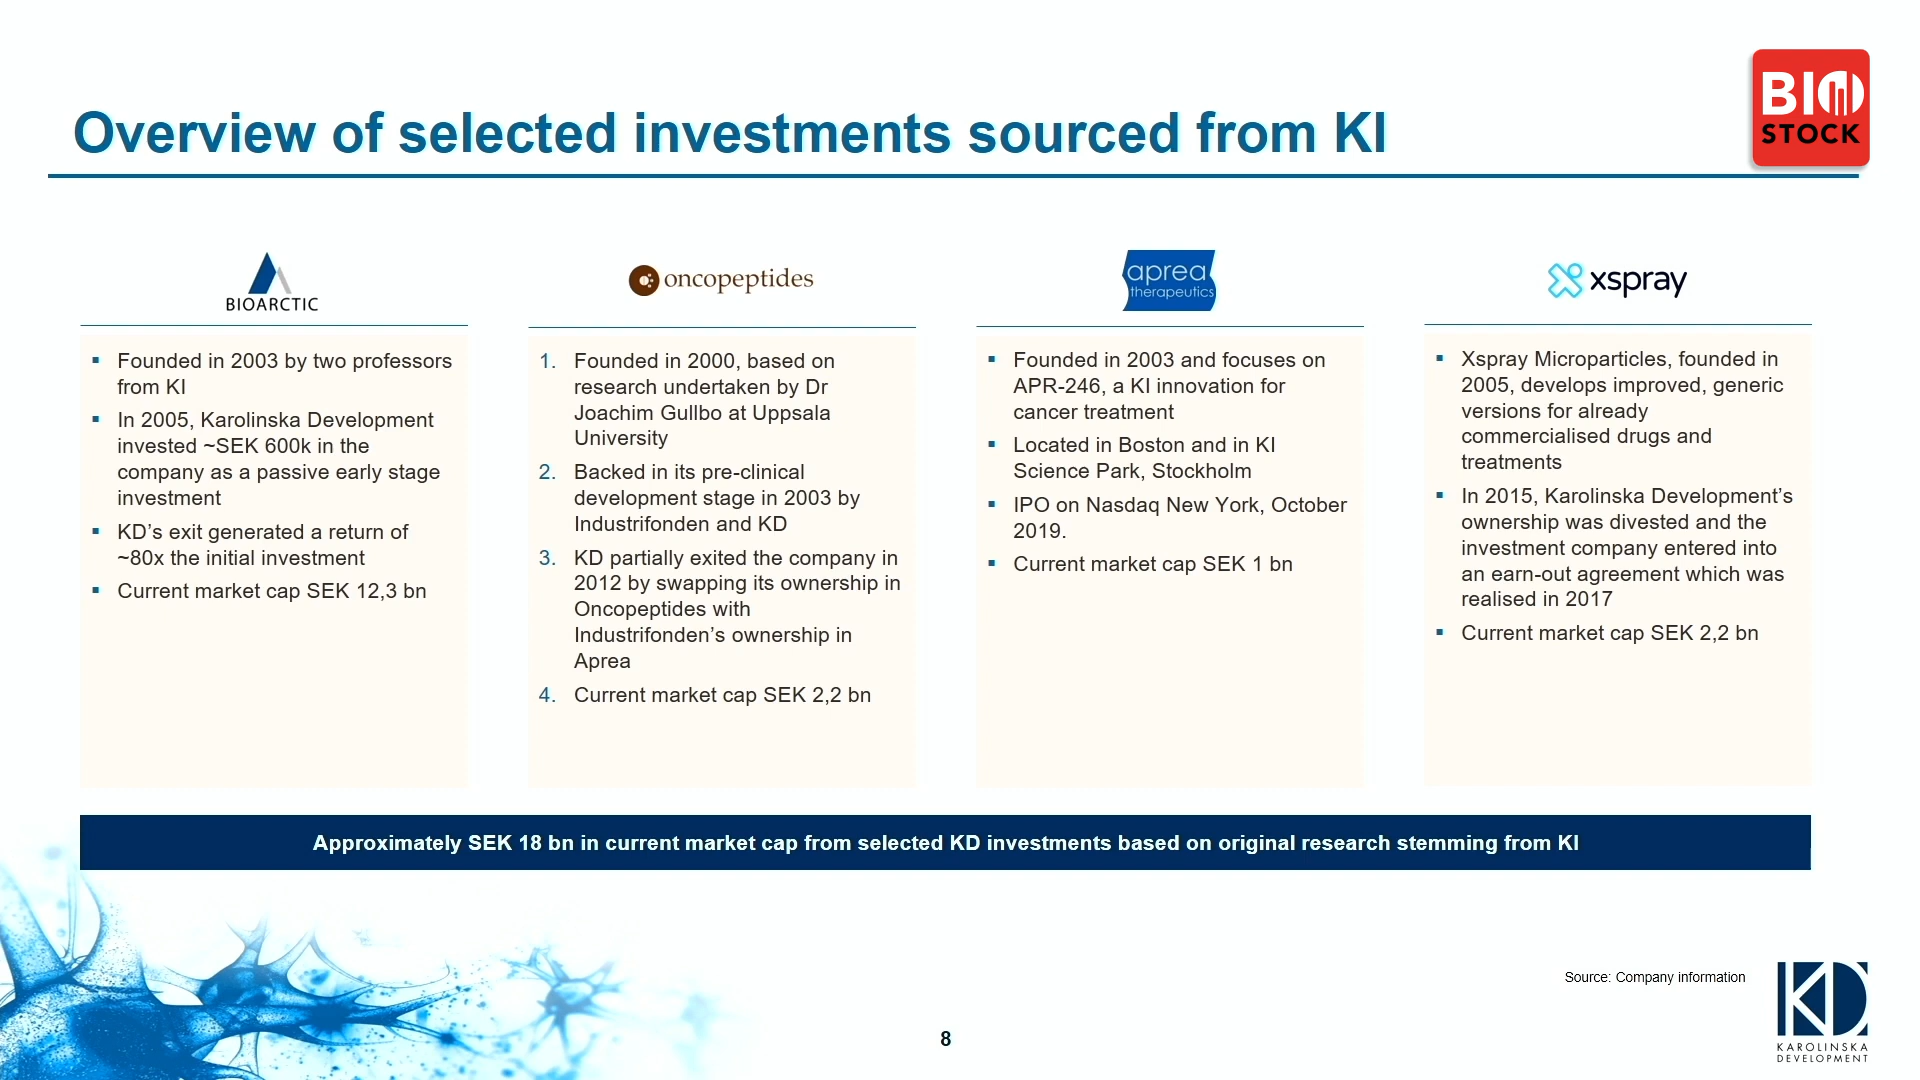 Overview of selected investments sourced from KI
BIO
STOCK
BIOARCTIC
▪ Founded in 2003 by two professors
from KI
▪ In 2005, Karolinska Development
invested ~SEK 600k in the
company as a passive early stage
investment
▪ KD’s exit generated a return of
~80x the initial investment
▪ Current market cap SEK 12,3 bn
oncopeptides
1. Founded in 2000, based on
research undertaken by Dr
Joachim Gullbo at Uppsala
University
2. Backed in its pre-clinical
development stage in 2003 by
Industrifonden and KD
3. KD partially exited the company in
2012 by swapping its ownership in
Oncopeptides with
Industrifonden’s ownership in
Aprea
4. Current market cap SEK 2,2 bn
aprea
therapeutics
▪ Founded in 2003 and focuses on
APR-246, a KI innovation for
cancer treatment
▪ Located in Boston and in KI
Science Park, Stockholm
▪ IPO on Nasdaq New York, October
2019.
▪ Current market cap SEK 1 bn
xspray
▪ Xspray Microparticles, founded in
2005, develops improved, generic
versions for already
commercialised drugs and
treatments
▪ In 2015, Karolinska Development’s
ownership was divested and the
investment company entered into
an earn-out agreement which was
realised in 2017
▪ Current market cap SEK 2,2 bn
Approximately SEK 18 bn in current market cap from selected KD investments based on original research stemming from KI
Source: Company information
8
KD
KAROLINSKA
DEVELOPMENT